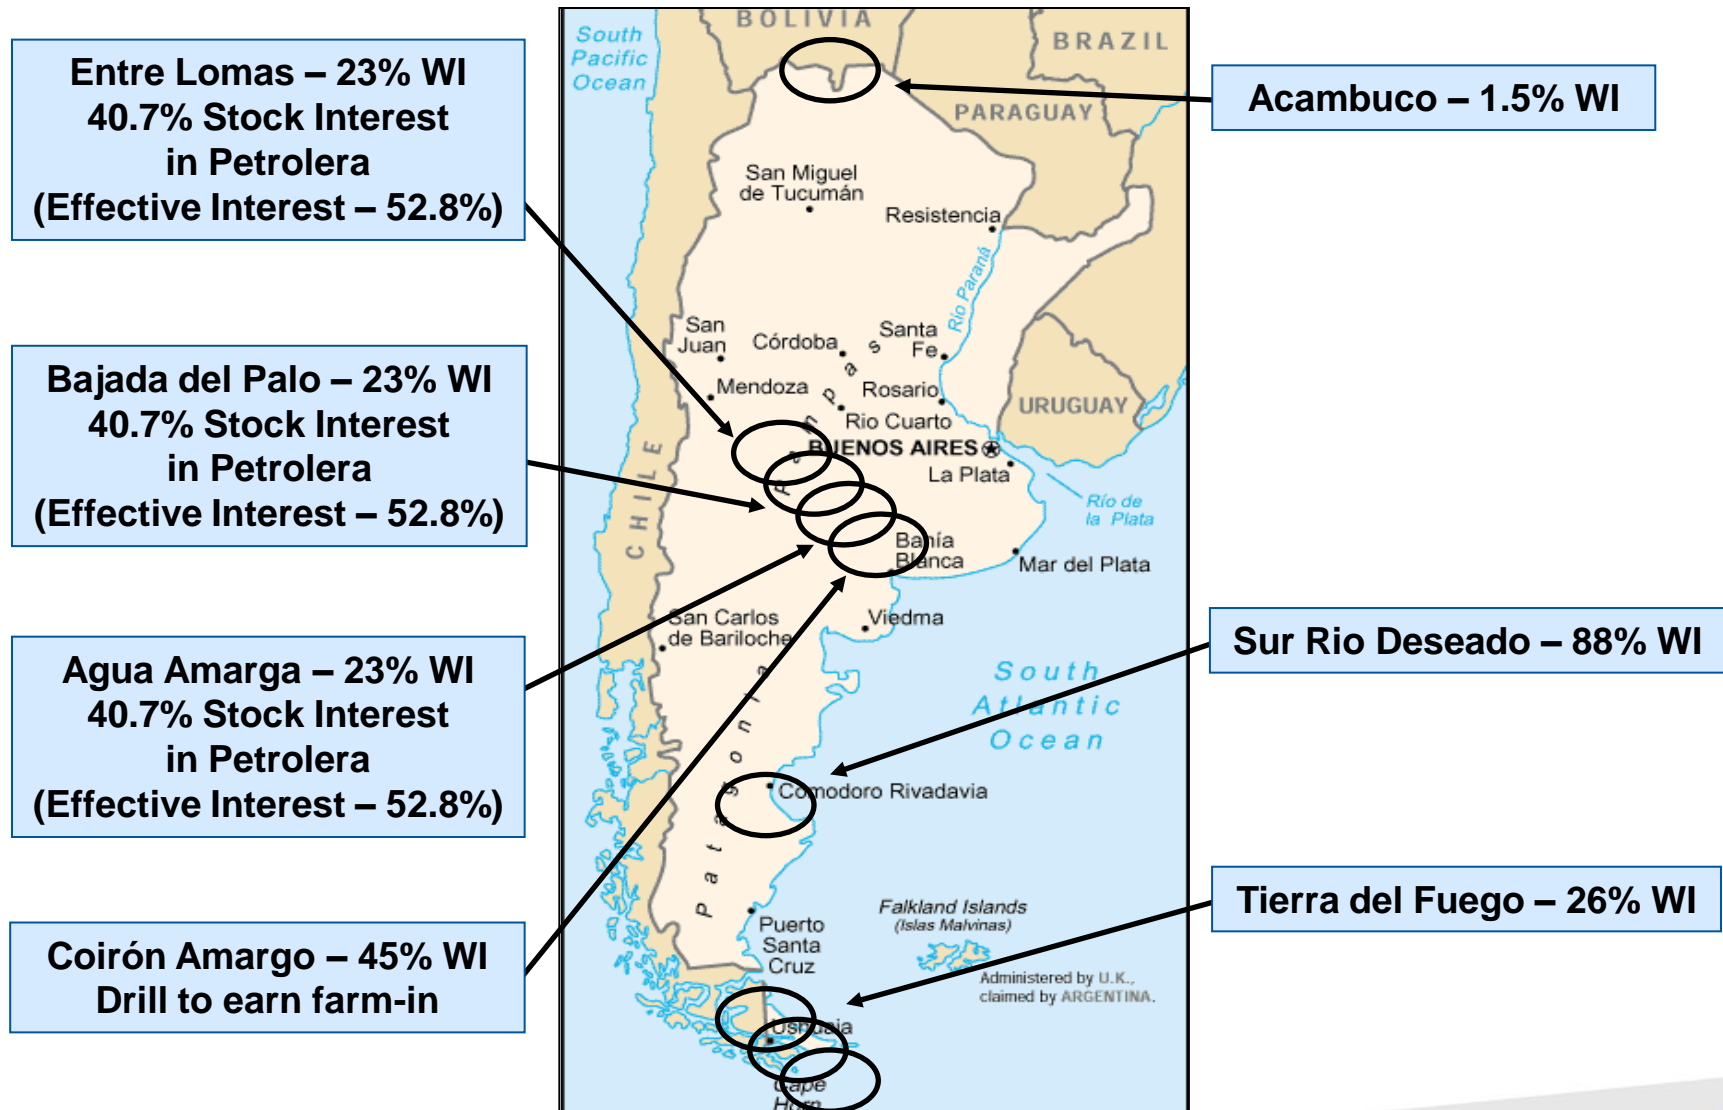 Entre Lomas – 23% WI
40.7% Stock Interest
in Petrolera
(Effective Interest – 52.8%)
Bajada del Palo – 23% WI
40.7% Stock Interest
in Petrolera
(Effective Interest – 52.8%)
Agua Amarga – 23% WI
40.7% Stock Interest
in Petrolera
(Effective Interest – 52.8%)
Coirón Amargo – 45% WI
Drill to earn farm-in
BOLIVIA
South
Pacific
Ocean
BRAZIL
PARAGUAY
San Miguel
de Tucumán
Resistencia
Río Paraná
San
Juan
Córdoba
Santa
Fe
Mendoza
Rosario
Rio Cuarto
URUGUAY
Pampas
BUENOS AIRES
La Plata
Río de
la Plata
CHILE
Bahía
Blanca
Mar del Plata
San Carlos
de Bariloche
Viedma
South
Atlantic
Ocean
Patagonia
Comodoro Rivadavia
Puerto
Santa
Cruz
Falkland Islands
(Islas Malvinas)
Administered by U.K.,
claimed by ARGENTINA.
Ushuaia
Cape
Horn
Acambuco – 1.5% WI
Sur Rio Deseado – 88% WI
Tierra del Fuego – 26% WI